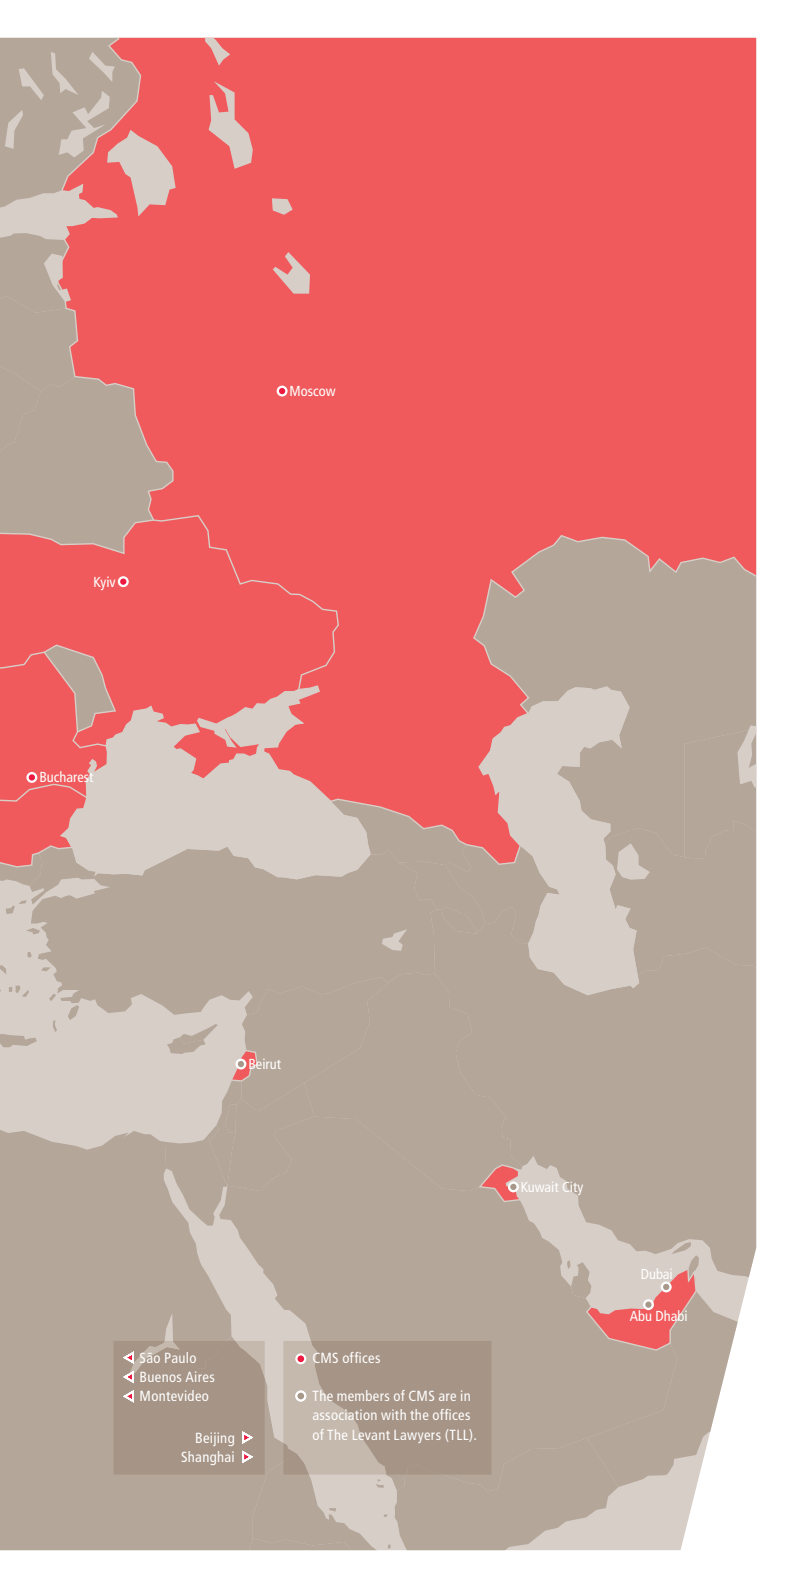 Moscow
Kyiv
Bucharest
Beirut
Kuwait City
Dubai
Abu Dhabi
São Paulo
Buenos Aires
Montevideo
Beijing
Shanghai
CMS offices
The members of CMS are in
association with the offices
of The Levant Lawyers (TLL).